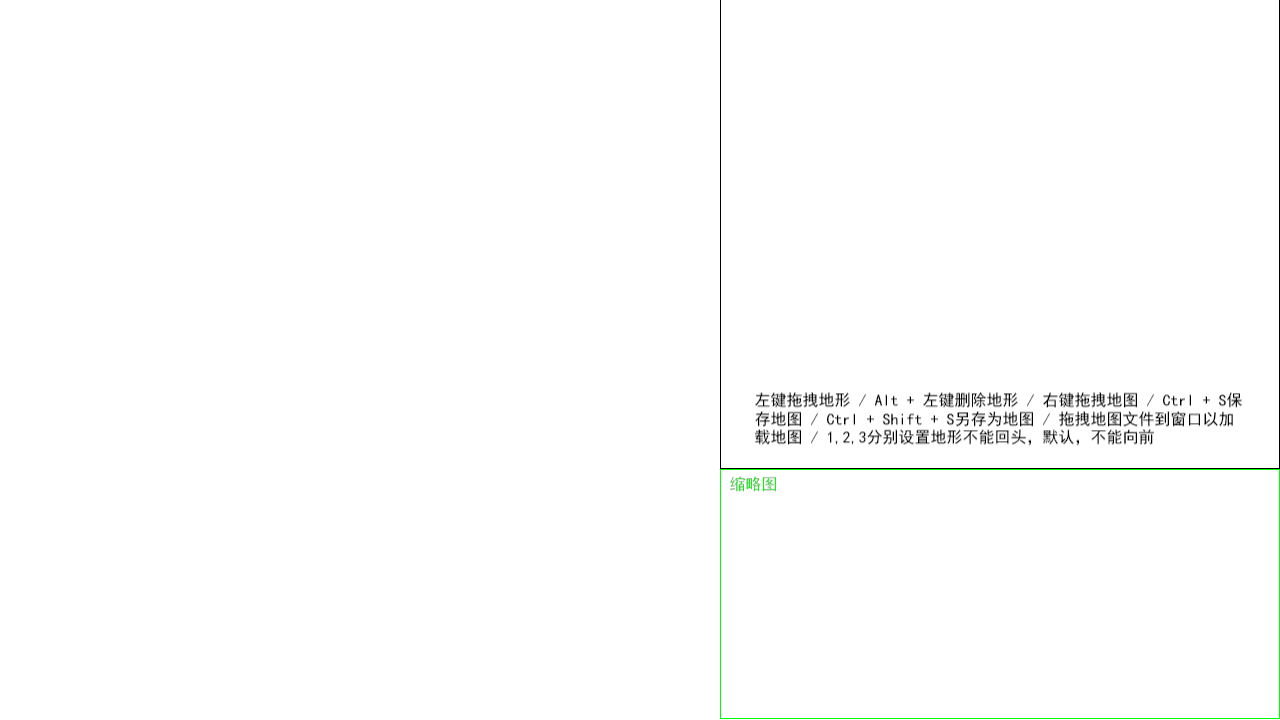 左键拖拽地形 / Alt + 左键删除地形 / 右键拖拽地图 / Ctrl + S保
存地图 / Ctrl + Shift + S另存为地图 / 拖拽地图文件到窗口以加
载地图 / 1,2,3分别设置地形不能回头，默认，不能向前
缩略图